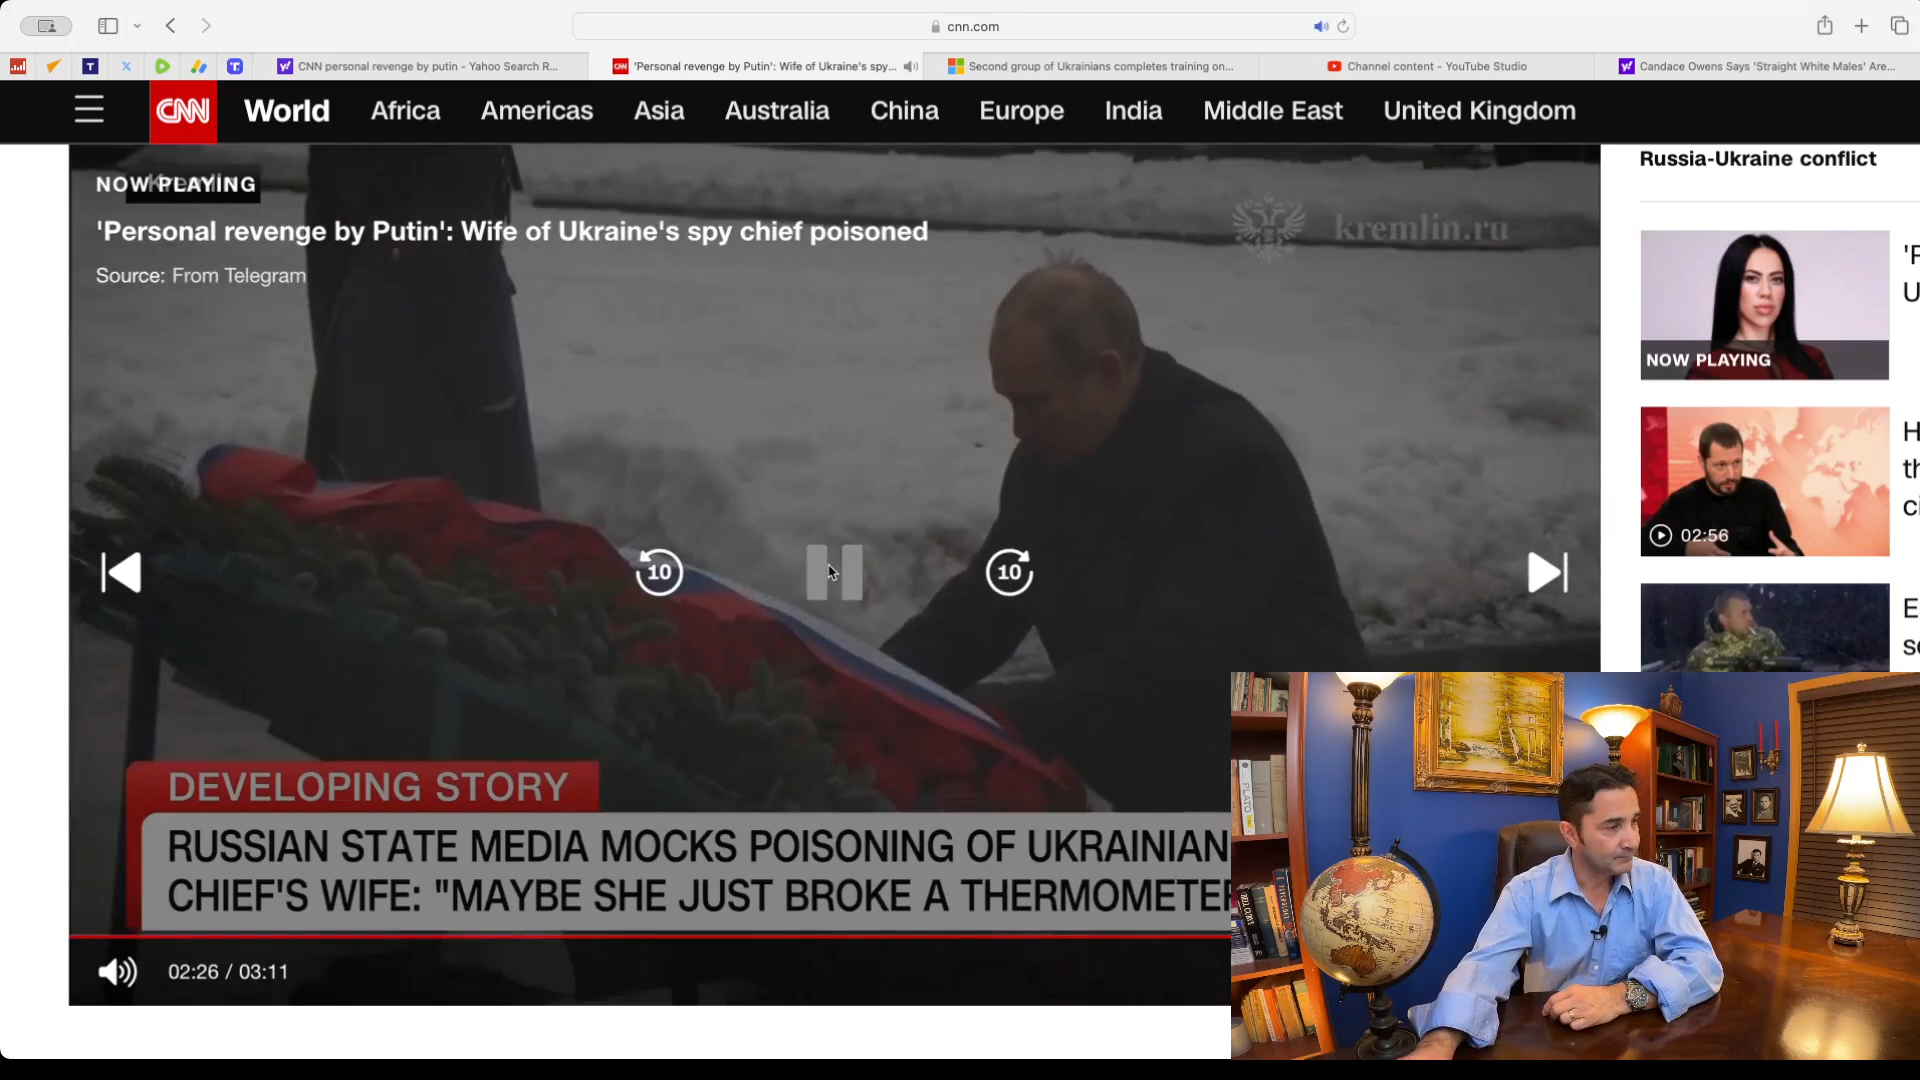 cnn.com
CNN personal revenge by putin - Yahoo Search R...
'Personal revenge by Putin': Wife of Ukraine's spy...
Second group of Ukrainians completes training on...
Channel content - YouTube Studio
Candace Owens Says 'Straight White Males' Are...
CNN World Africa Americas Asia Australia China Europe India Middle East United Kingdom
NOW PLAYING
'Personal revenge by Putin': Wife of Ukraine's spy chief poisoned
Source: From Telegram
kremlin.ru
10
10
DEVELOPING STORY
RUSSIAN STATE MEDIA MOCKS POISONING OF UKRAINIAN
CHIEF'S WIFE: "MAYBE SHE JUST BROKE A THERMOMETER
02:26 / 03:11
Russia-Ukraine conflict
NOW PLAYING
02:56
PLATO